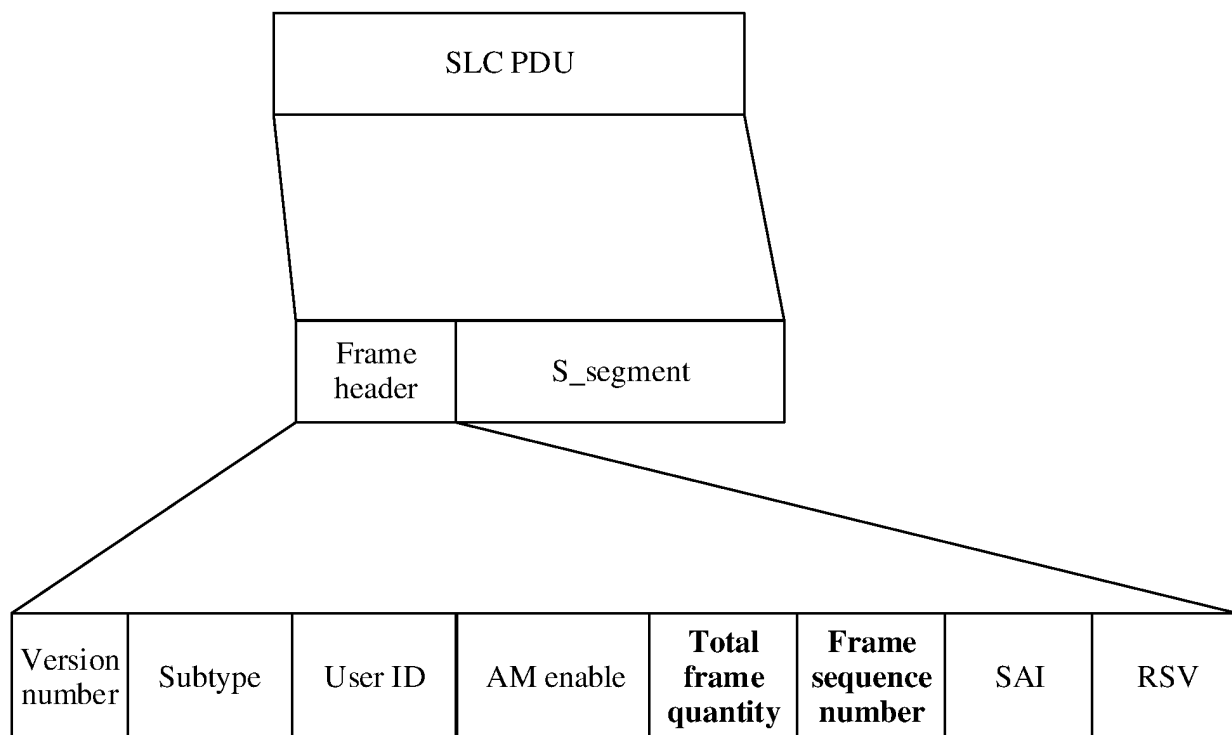 SLC PDU
Frame
header
S_segment
Version
number
Subtype
User ID
AM enable
Total
frame
quantity
Frame
sequence
number
SAI
RSV